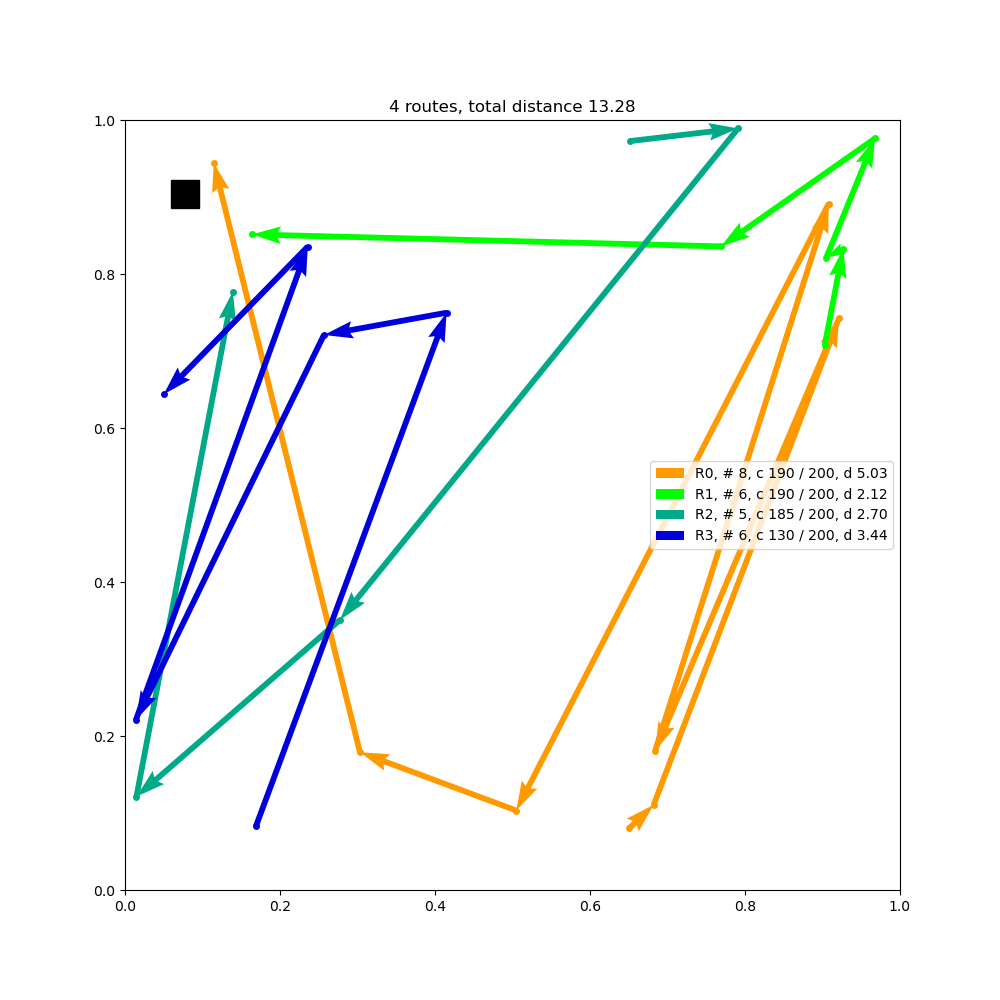 4 routes, total distance 13.28
1.0
0.8
0.6
0.4
0.2
0.0
R0, # 8, c 190 / 200, d 5.03
R1, # 6, c 190 / 200, d 2.12
R2, # 5, c 185 / 200, d 2.70
R3, # 6, c 130 / 200, d 3.44
0.0 0.2 0.4 0.6 0.8 1.0